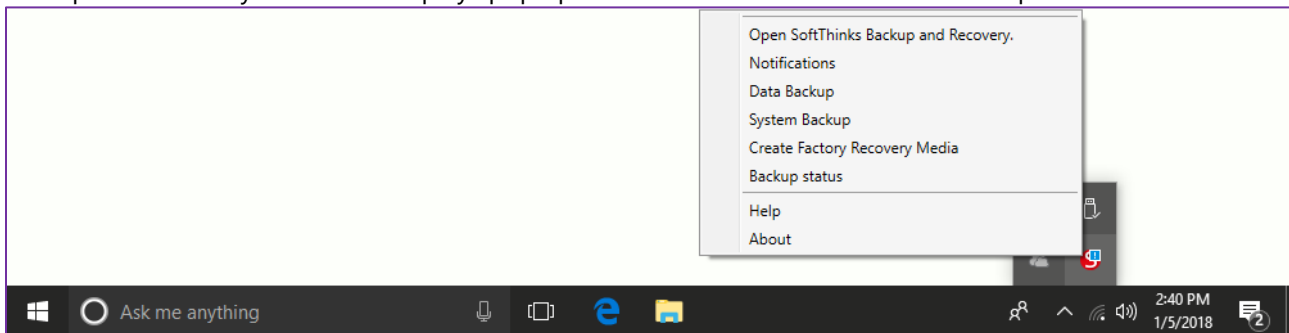 Open SoftThinks Backup and Recovery.
Notifications
Data Backup
System Backup
Create Factory Recovery Media
Backup status
Help
About
Ask me anything
2:40 PM
1/5/2018
2